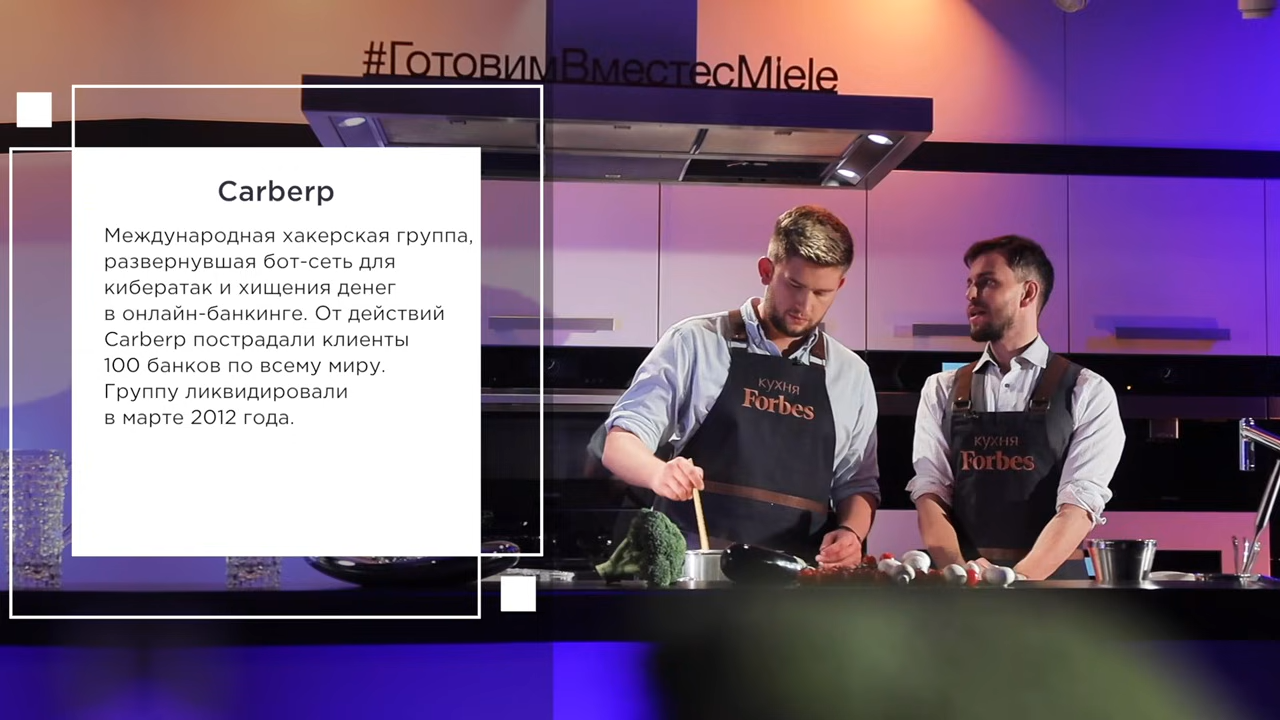 #ГотовимВместесMiele
Carberp
Международная хакерская группа,
развернувшая бот-сеть для
кибератак и хищения денег
в онлайн-банкинге. От действий
Carberp пострадали клиенты
100 банков по всему миру.
Группу ликвидировали
в марте 2012 года.
кухня
Forbes
кухня
Forbes